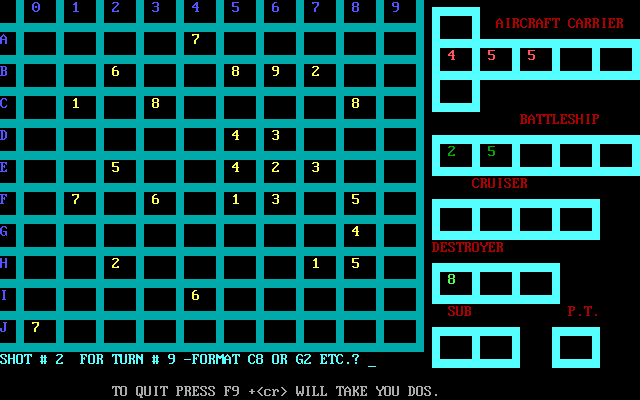 0 1 2 3 4 5 6 7 8 9
AIRCRAFT CARRIER
A 7
4 5 5
B 6 8 9 2
C 1 3 8
BATTLESHIP
D 4 3
2 5
E 5 4 2 3
CRUISER
F 7 6 1 3 5
G 4
DESTROYER
H 2 1 5
8
I 6
SUB P.T.
J 7
SHOT # 2 FOR TURN # 9 -FORMAT C8 OR G2 ETC.? _
TO QUIT PRESS F9 +<cr> WILL TAKE YOU DOS.